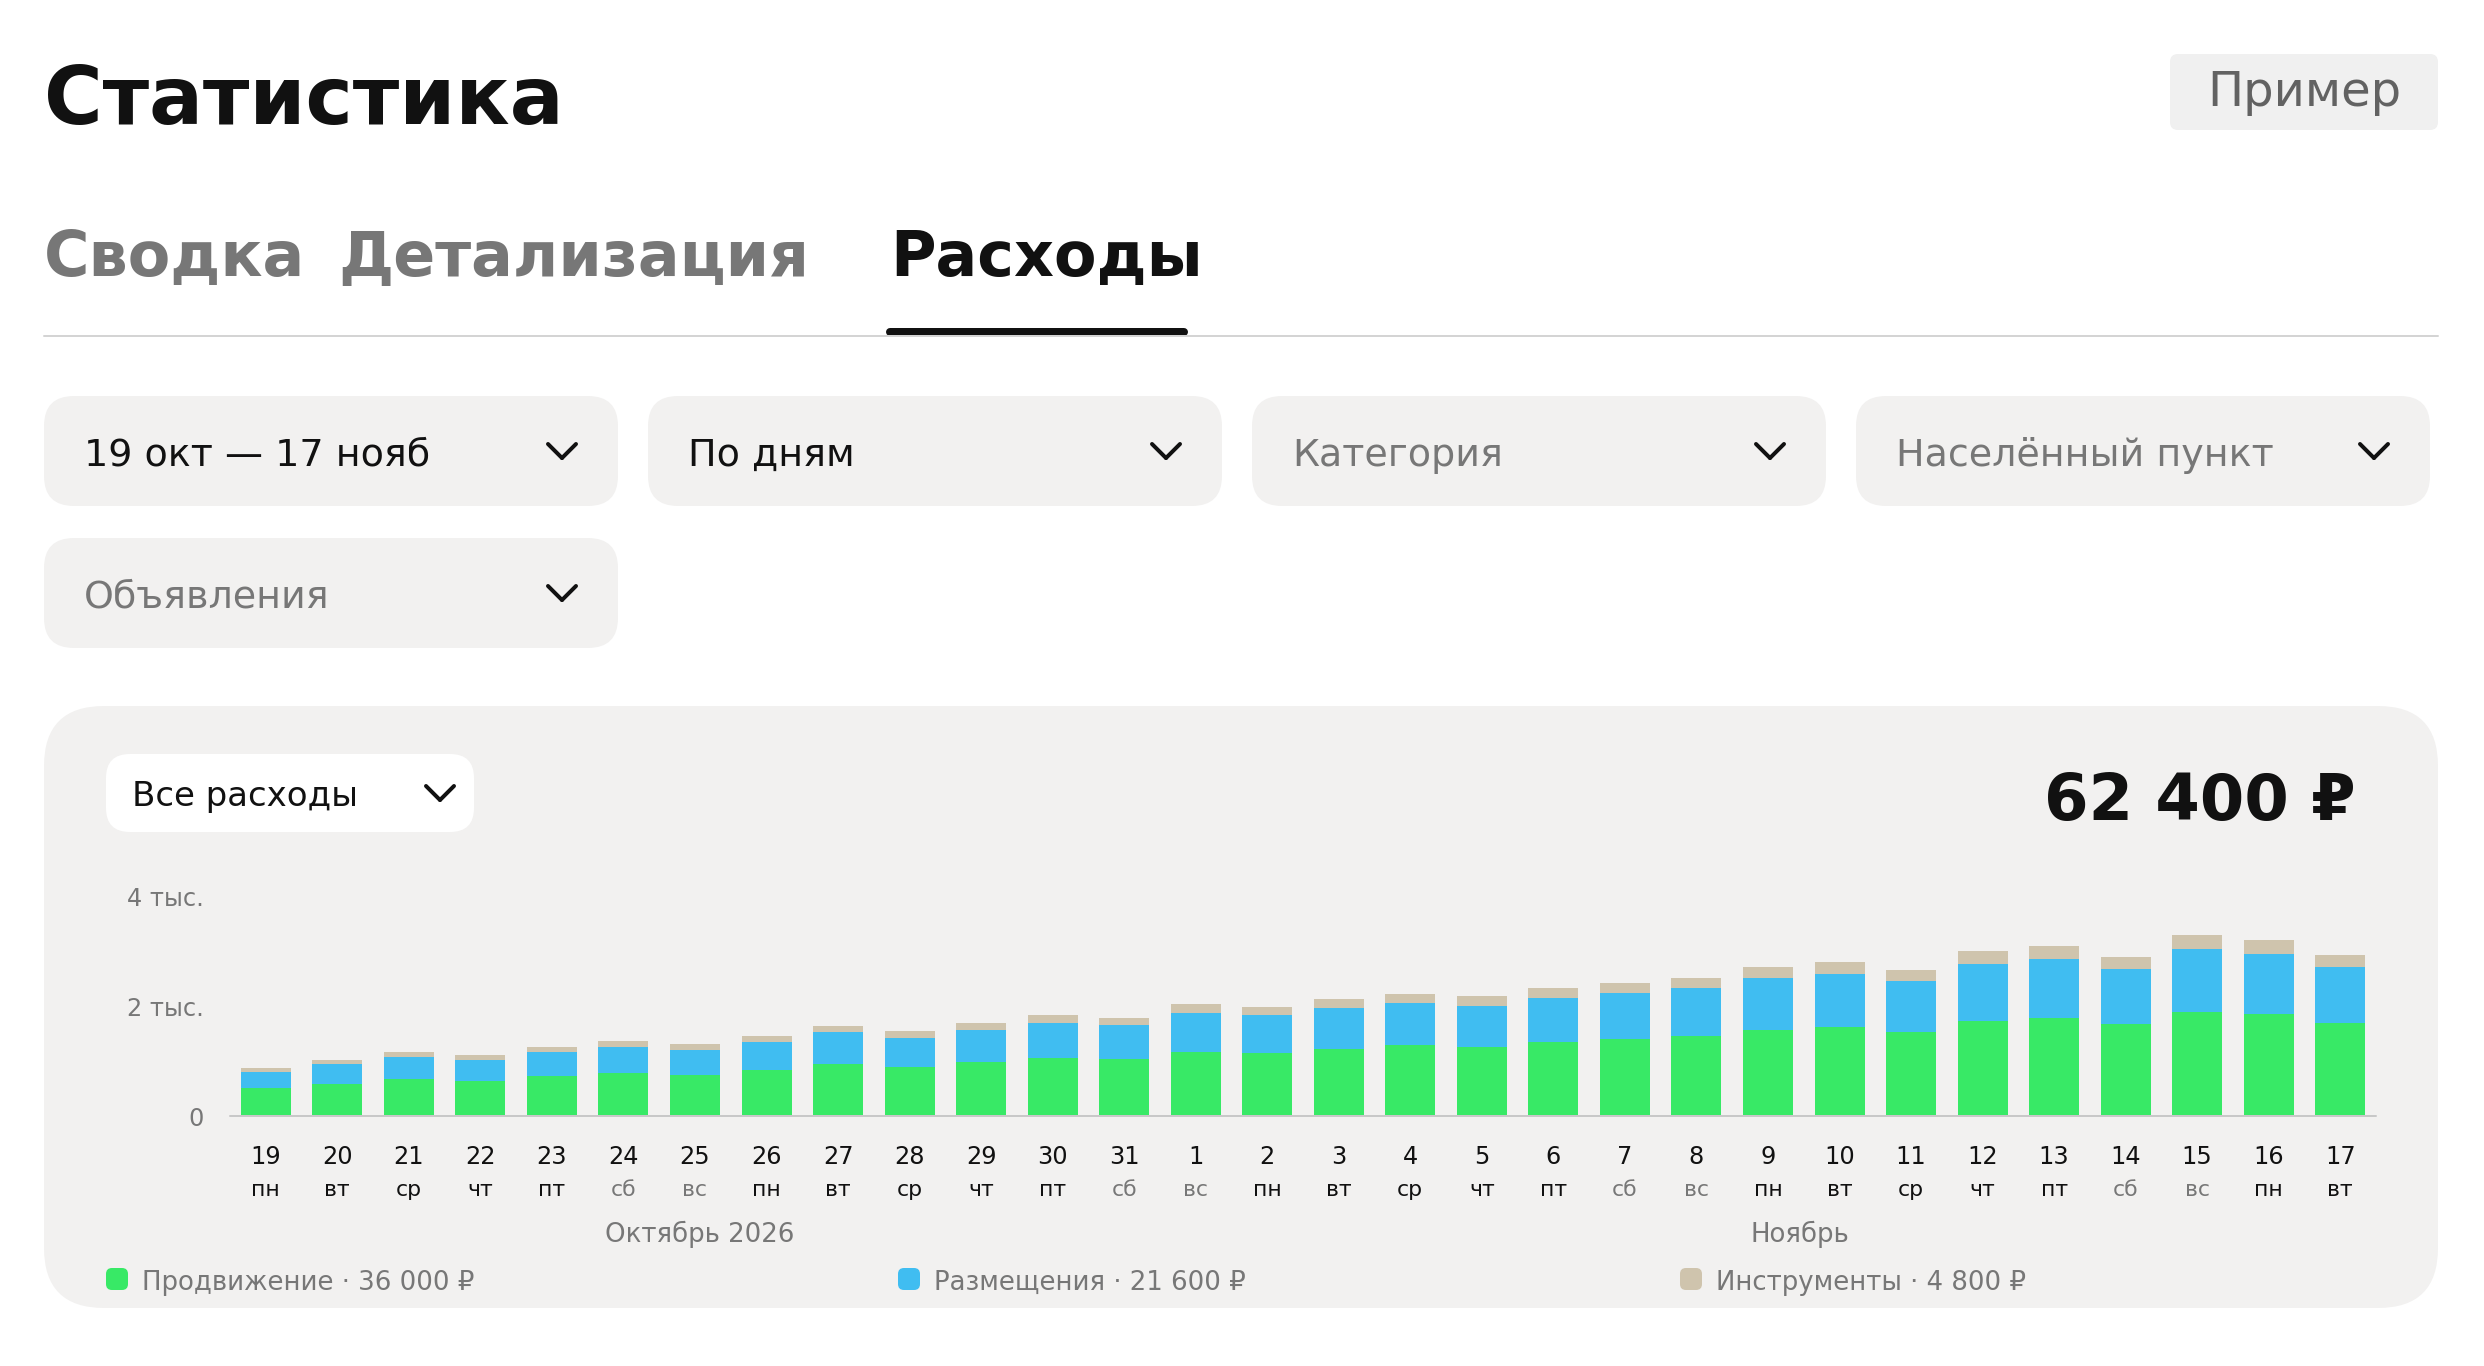 Статистика
Пример
Сводка Детализация Расходы
19 окт — 17 нояб
По дням
Категория
Населённый пункт
Объявления
Все расходы
62 400 ₽
4 тыс.
2 тыс.
0
19 20 21 22 23 24 25 26 27 28 29 30 31 1 2 3 4 5 6 7 8 9 10 11 12 13 14 15 16 17
пн вт ср чт пт сб вс пн вт ср чт пт сб вс пн вт ср чт пт сб вс пн вт ср чт пт сб вс пн вт
Октябрь 2026 Ноябрь
Продвижение · 36 000 ₽
Размещения · 21 600 ₽
Инструменты · 4 800 ₽